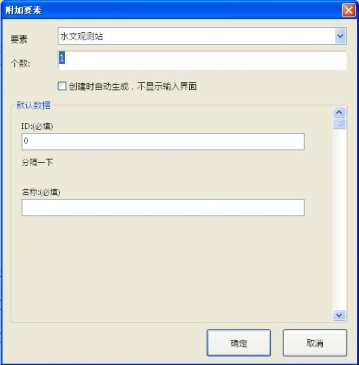 附加要素
要素 水文观测站
个数: 1
创建时自动生成，不显示输入界面
默认数据
ID:(必填)
0
分隔一下
名称:(必填)
确定 取消